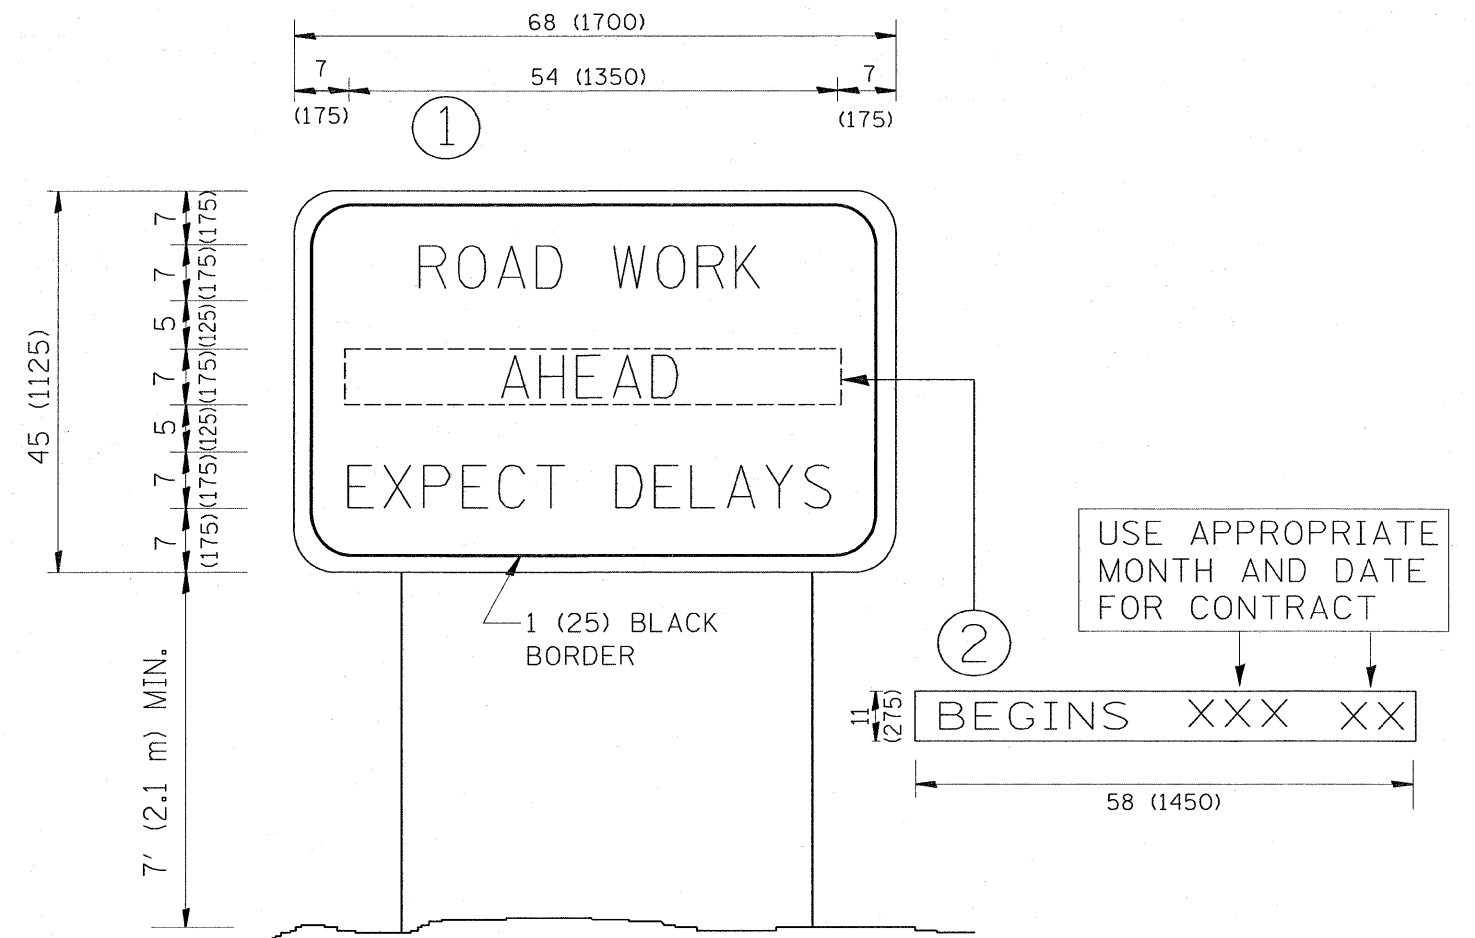 68 (1700)
7
54 (1350)
7
(175)
(175)
1
45 (1125)
7 (175)
7 (175)
5 (125)
7 (175)
5 (125)
7 (175)
7 (175)
ROAD WORK
AHEAD
EXPECT DELAYS
1 (25) BLACK
BORDER
7' (2.1 m) MIN.
2
USE APPROPRIATE
MONTH AND DATE
FOR CONTRACT
11
(275)
BEGINS XXX XX
58 (1450)